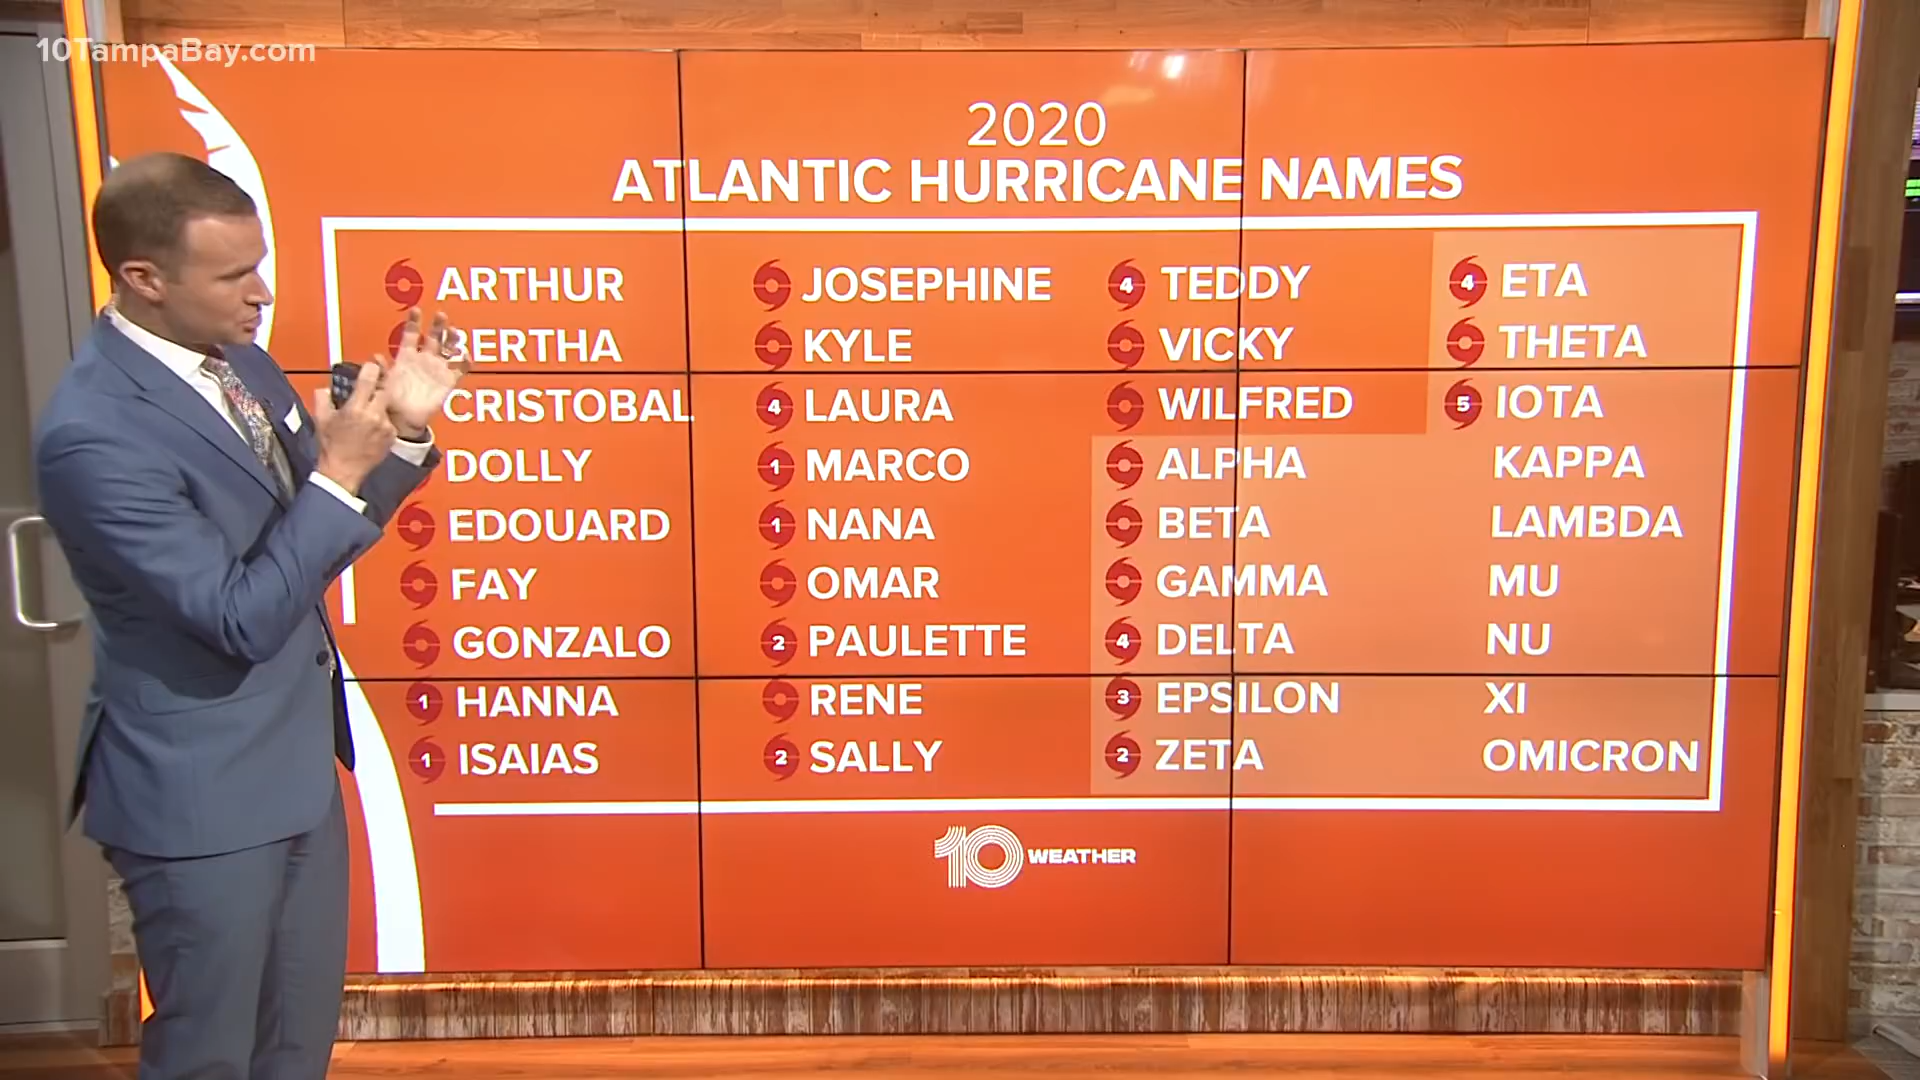 10TampaBay.com
2020
ATLANTIC HURRICANE NAMES
ARTHUR
BERTHA
CRISTOBAL
DOLLY
EDOUARD
FAY
GONZALO
1 HANNA
1 ISAIAS
JOSEPHINE
KYLE
4 LAURA
1 MARCO
1 NANA
OMAR
2 PAULETTE
RENE
2 SALLY
4 TEDDY
VICKY
WILFRED
ALPHA
BETA
GAMMA
4 DELTA
3 EPSILON
2 ZETA
4 ETA
THETA
5 IOTA
KAPPA
LAMBDA
MU
NU
XI
OMICRON
10 WEATHER